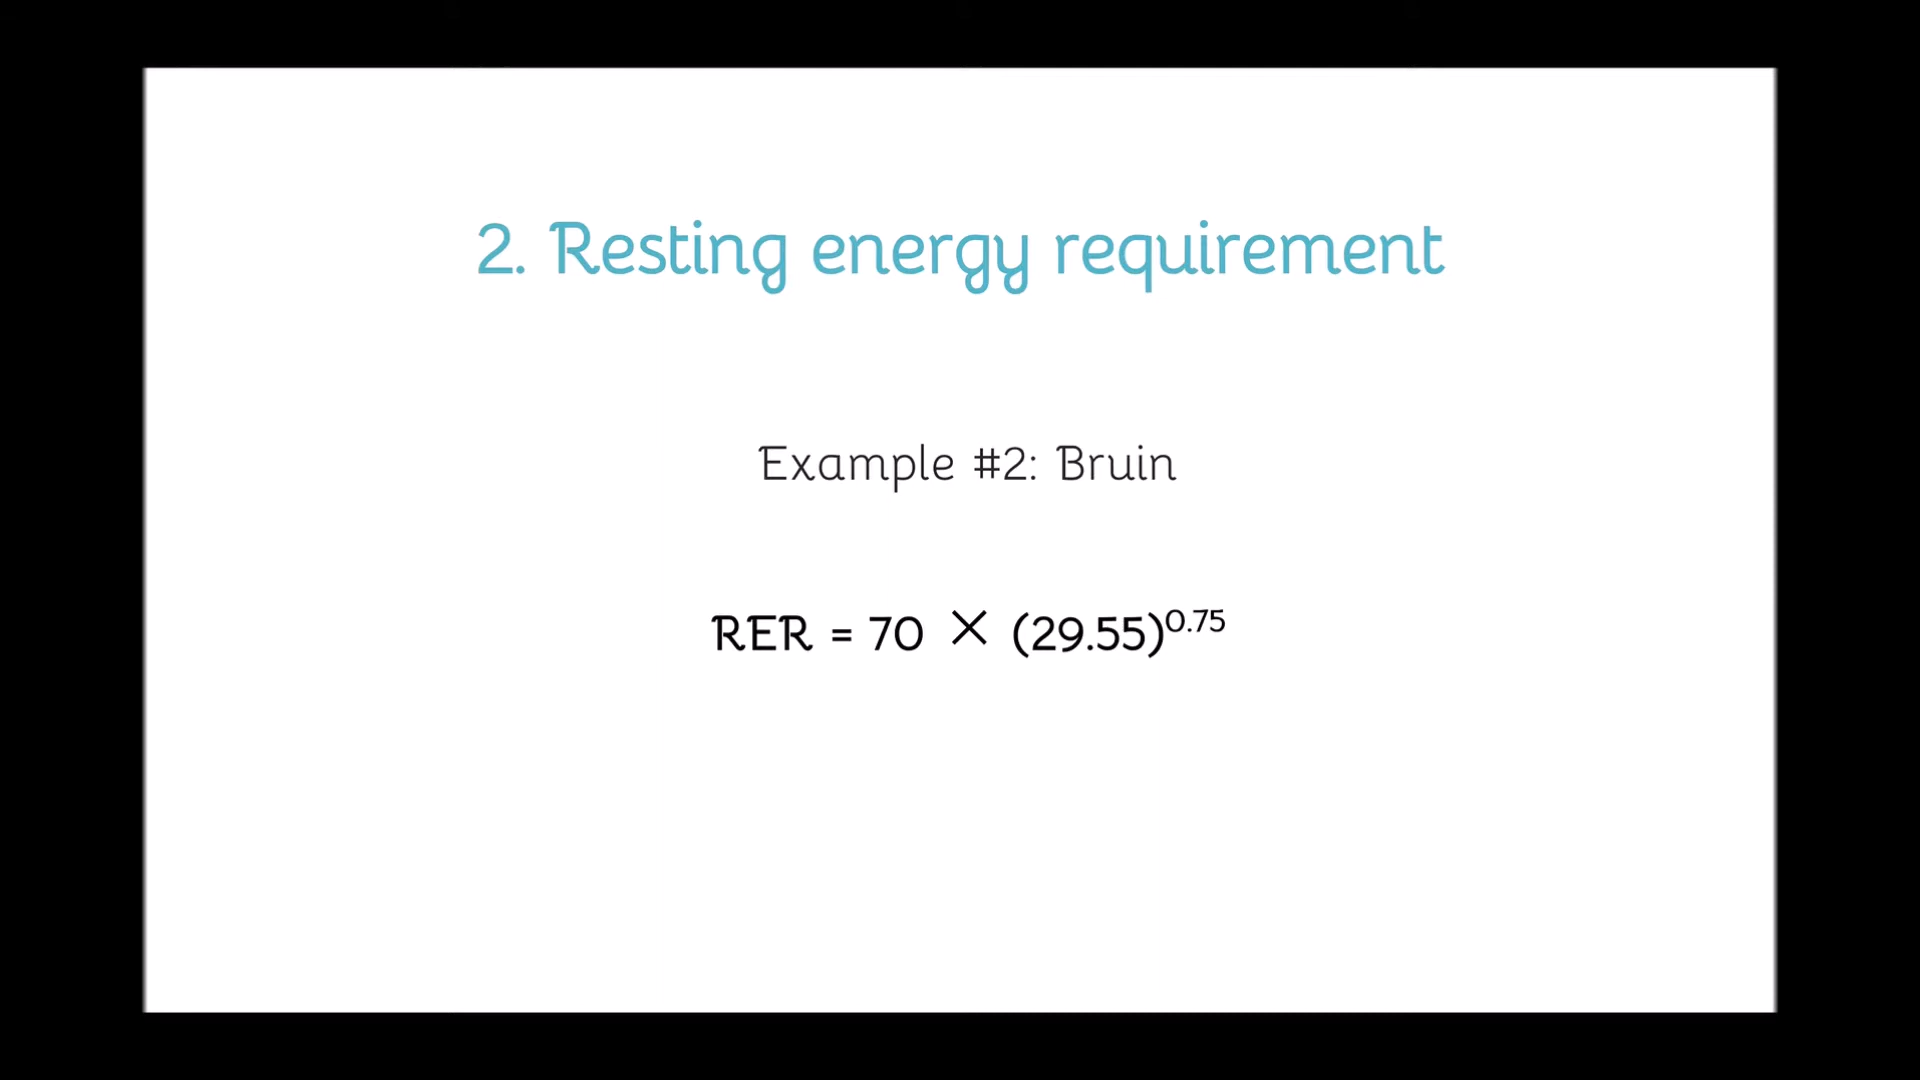 2. Resting energy requirement
Example #2: Bruin
RER = 70 × (29.55)^0.75